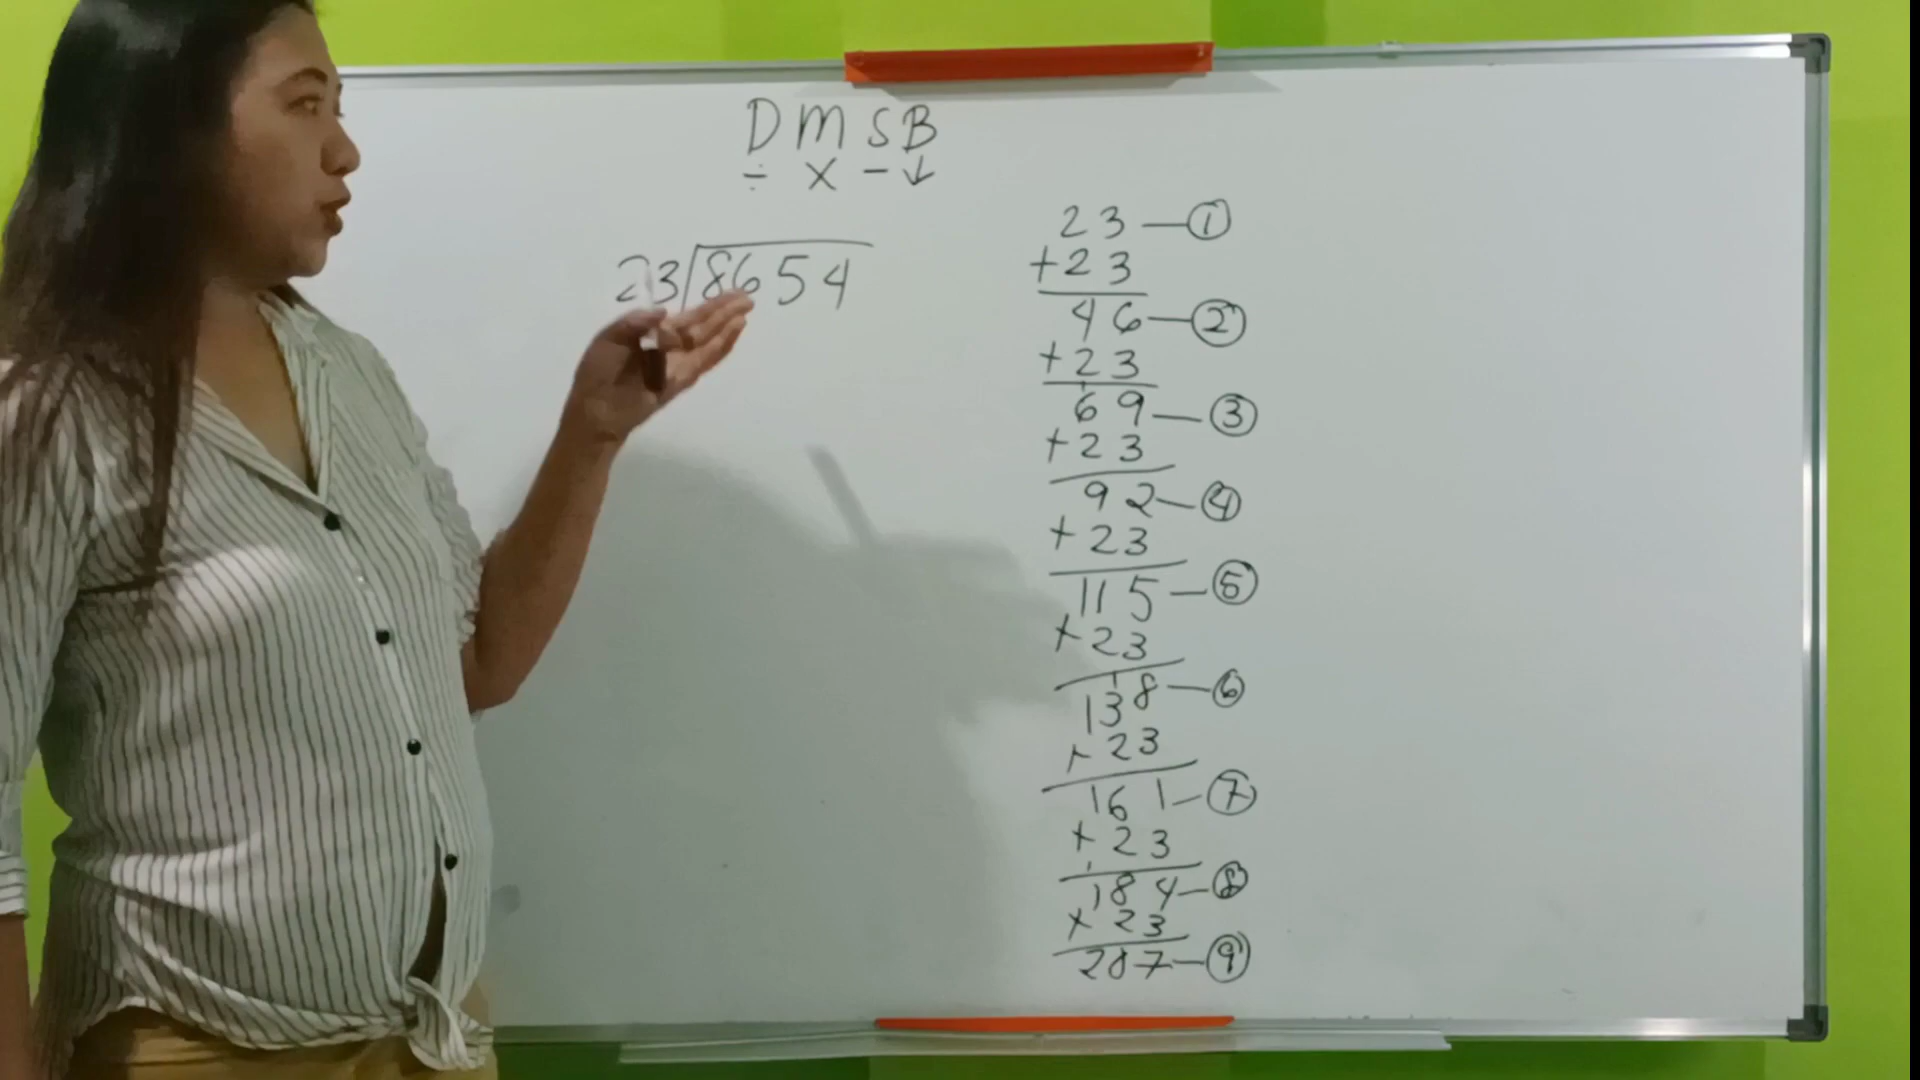 D M S B
÷ × − ↓
23)8654
23 — ①
+23
46 — ②
+23
69 — ③
+23
92 — ④
+23
115 — ⑤
+23
138 — ⑥
+23
161 — ⑦
+23
184 — ⑧
+23
207 — ⑨